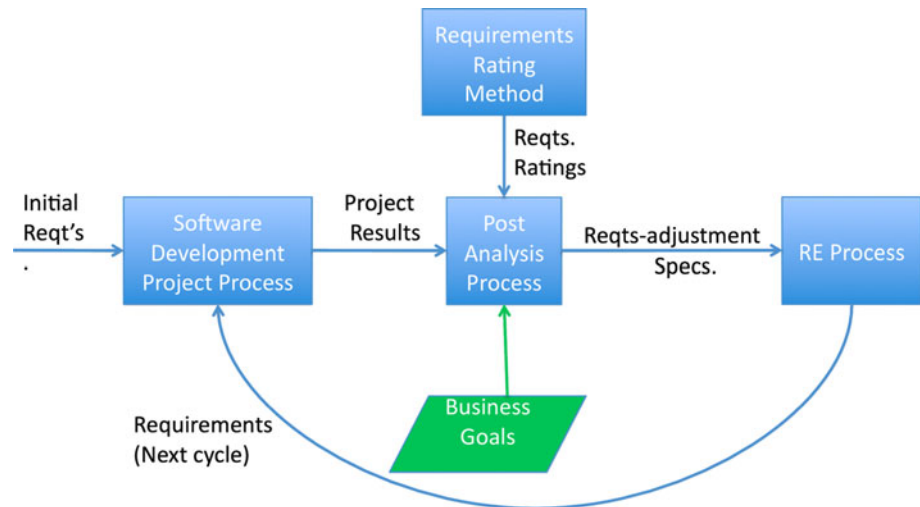 Requirements
Rating
Method
Reqts.
Ratings
Initial
Reqt's
.
Software
Development
Project Process
Project
Results
Post
Analysis
Process
Reqts-adjustment
Specs.
RE Process
Business
Goals
Requirements
(Next cycle)